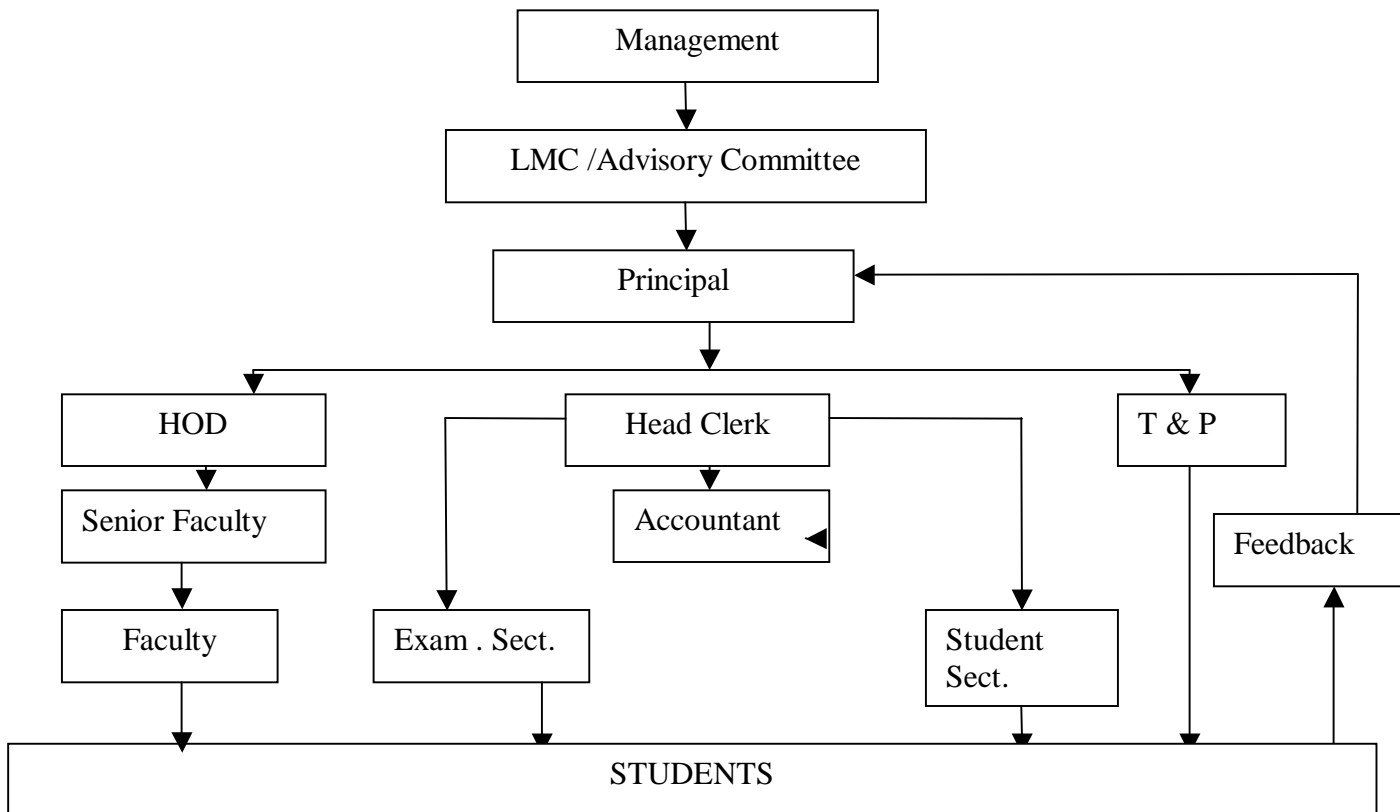 Management
LMC /Advisory Committee
Principal
HOD
Head Clerk
T & P
Senior Faculty
Accountant
Feedback
Faculty
Exam . Sect.
Student
Sect.
STUDENTS